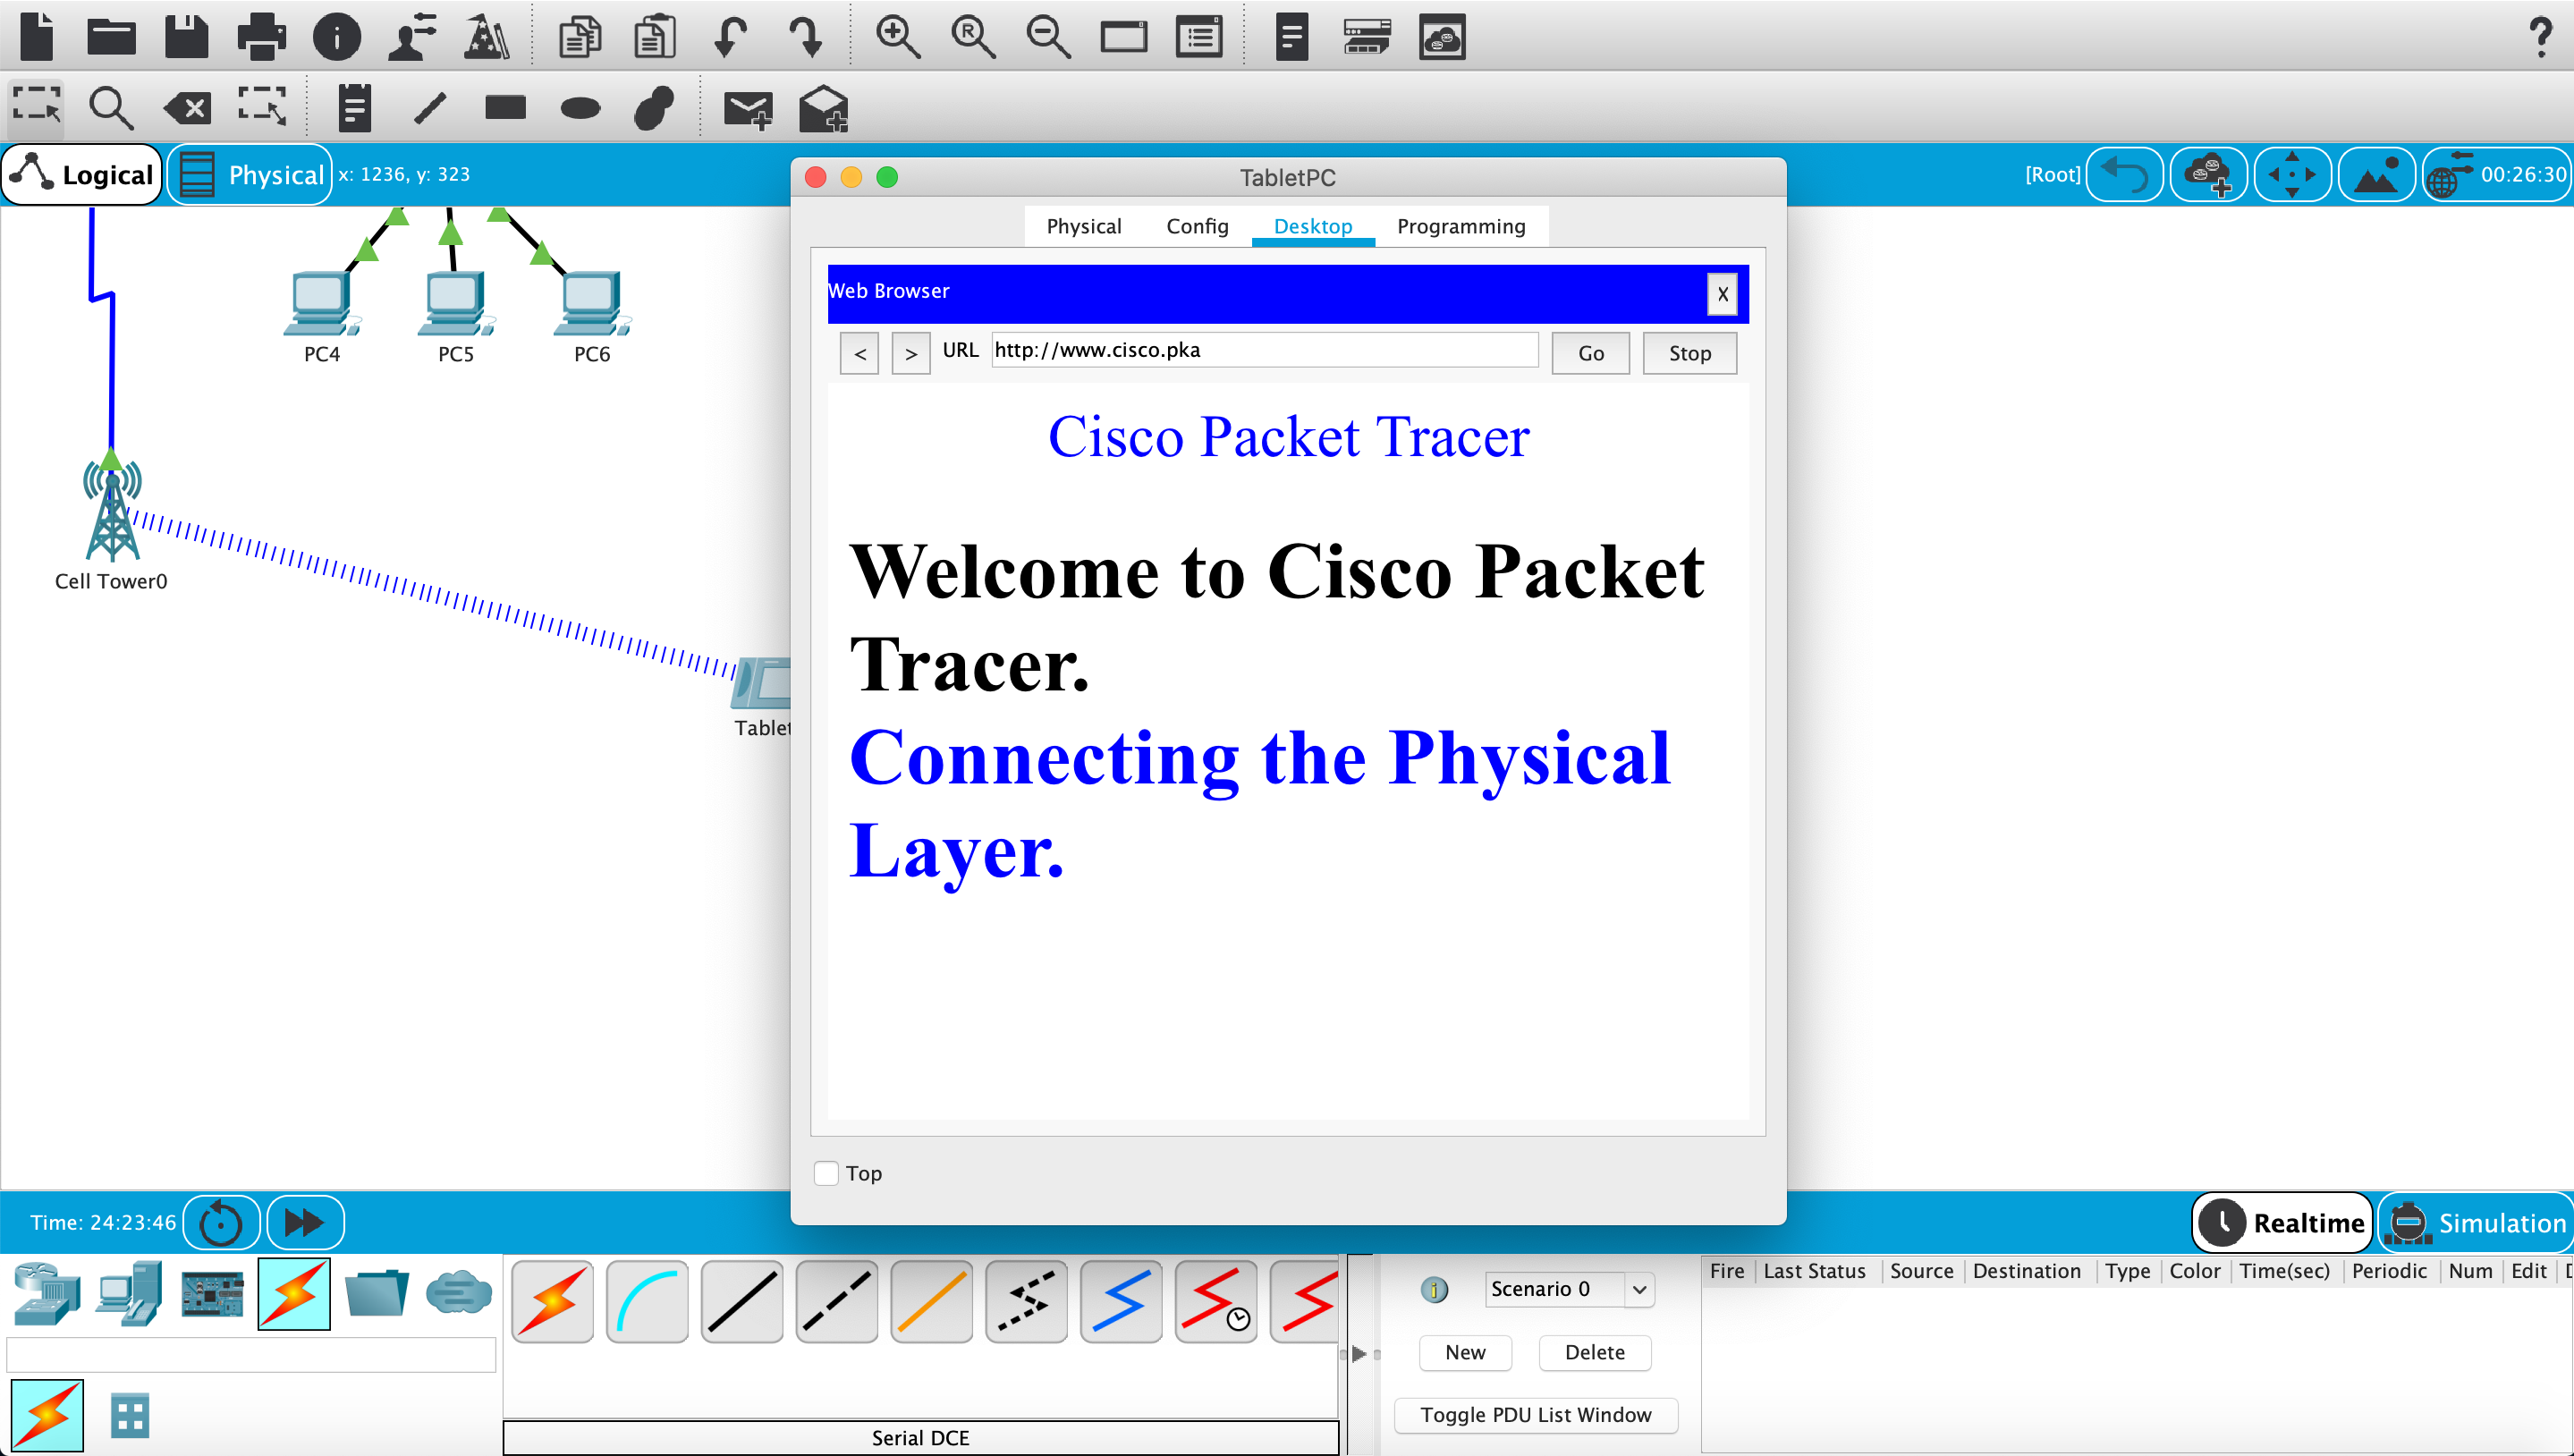 Logical
Physical
x: 1236, y: 323
[Root]
00:26:30
TabletPC
Physical
Config
Desktop
Programming
Web Browser
X
<
>
URL
http://www.cisco.pka
Go
Stop
Cisco Packet Tracer
Welcome to Cisco Packet
Tracer.
Connecting the Physical
Layer.
Top
PC4
PC5
PC6
Cell Tower0
Tablet
Time: 24:23:46
Realtime
Simulation
Scenario 0
New
Delete
Toggle PDU List Window
Fire
Last Status
Source
Destination
Type
Color
Time(sec)
Periodic
Num
Edit
Serial DCE